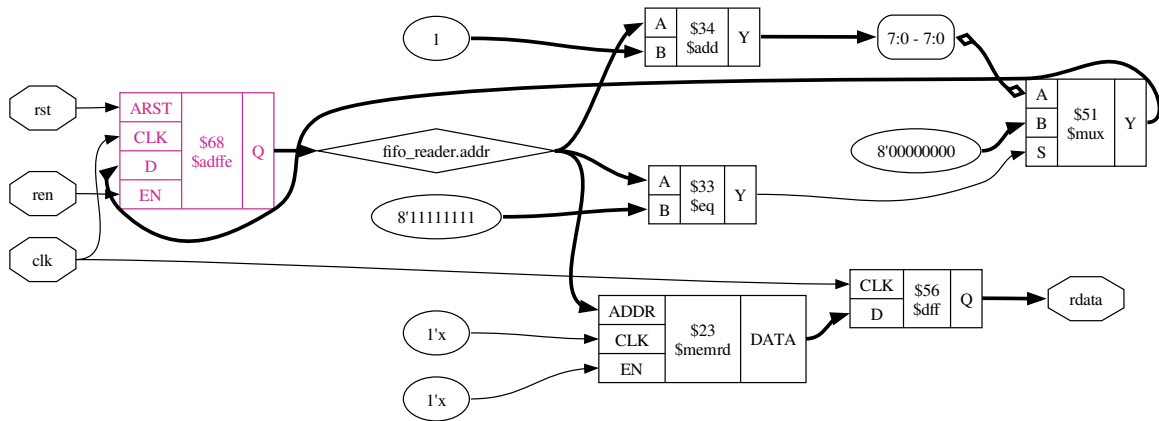 1
A
B
$34
$add
Y
7:0 - 7:0
rst
ARST
CLK
D
EN
$68
$adffe
Q
fifo_reader.addr
A
B
S
$51
$mux
Y
8'00000000
ren
A
B
$33
$eq
Y
8'11111111
clk
CLK
D
$56
$dff
Q
rdata
ADDR
CLK
EN
$23
$memrd
DATA
1'x
1'x